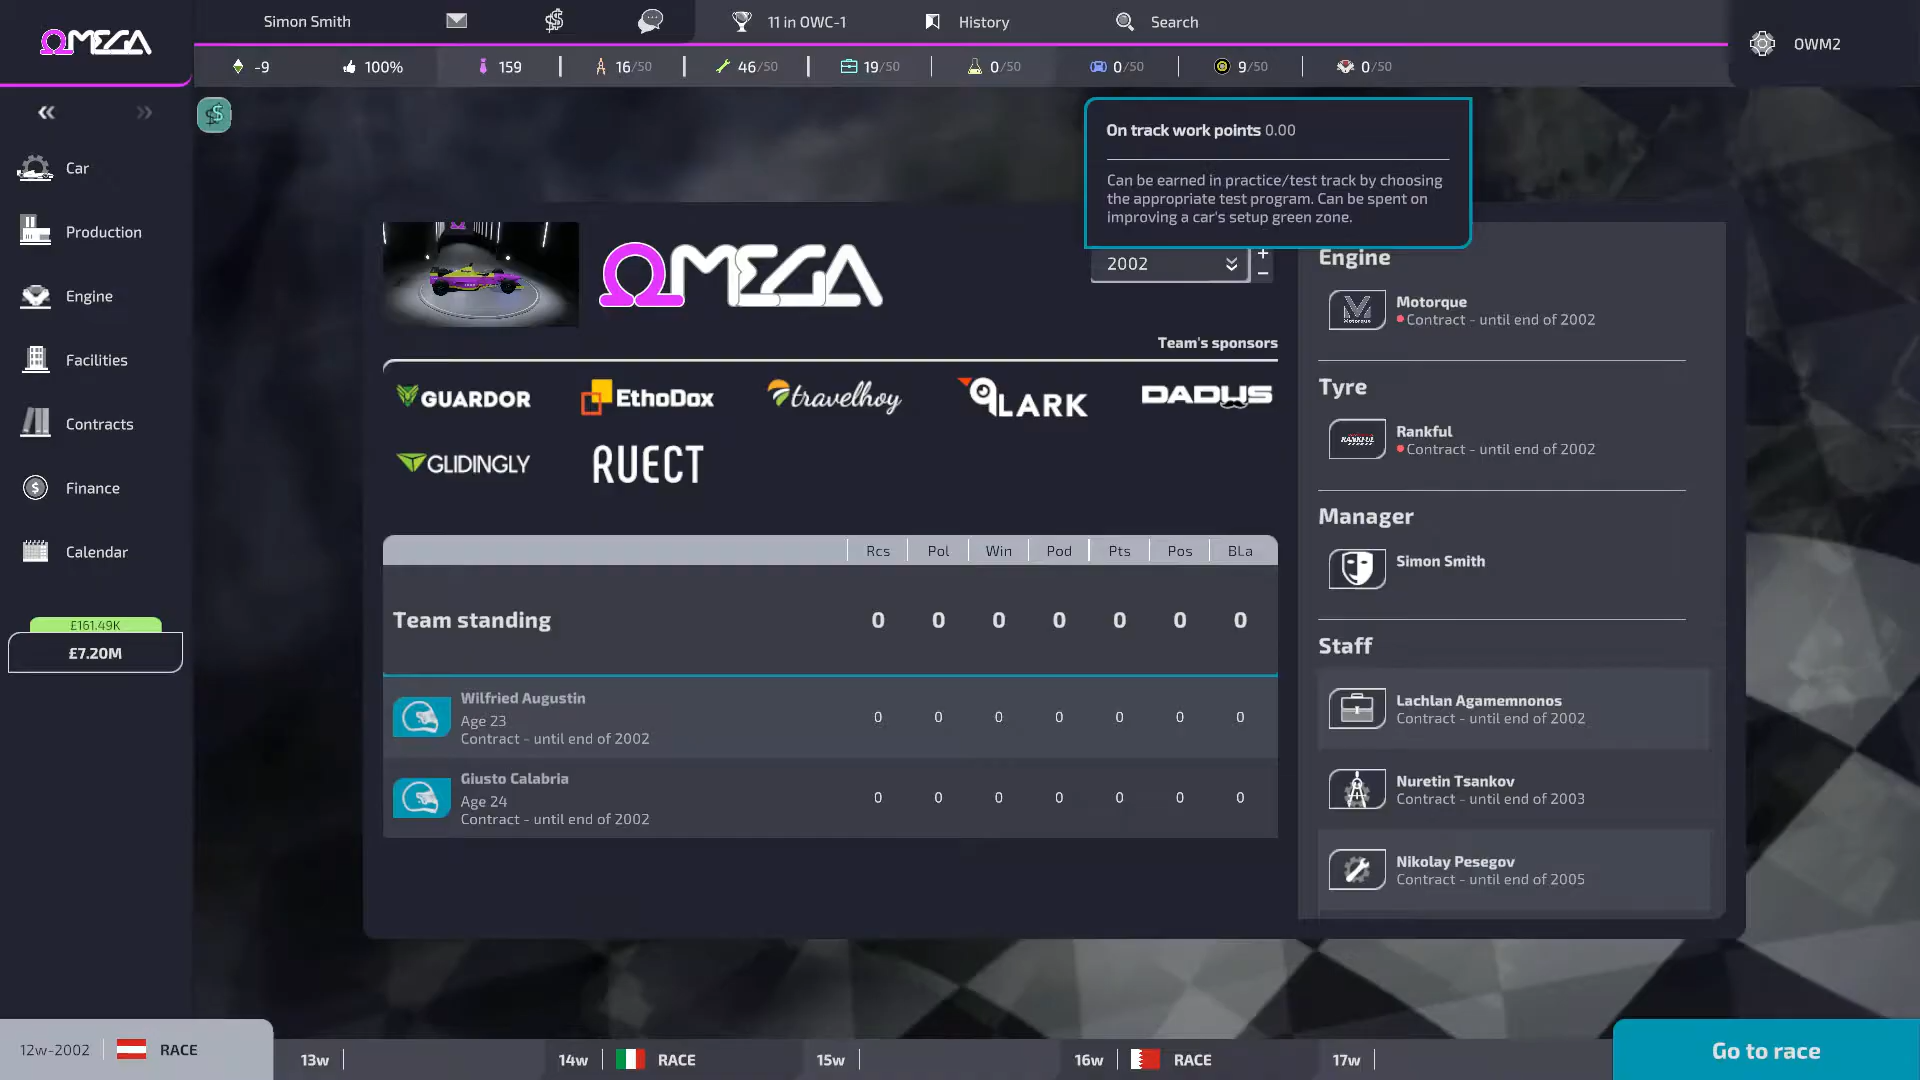 ΩMEGA
Simon Smith
11 in OWC-1
History
Search
OWM2
-9
100%
159
16/50
46/50
19/50
0/50
0/50
9/50
0/50
Car
Production
Engine
Facilities
Contracts
Finance
Calendar
£161.49K
£7.20M
On track work points 0.00
Can be earned in practice/test track by choosing
the appropriate test program. Can be spent on
improving a car's setup green zone.
ΩMEGA
2002
+
−
Team's sponsors
GUARDOR
EthoDox
travelhoy
QLARK
DADUS
GLIDINGLY
RUECT
Rcs Pol Win Pod Pts Pos BLa
Team standing 0 0 0 0 0 0 0
Wilfried Augustin
Age 23
Contract - until end of 2002
0 0 0 0 0 0 0
Giusto Calabria
Age 24
Contract - until end of 2002
0 0 0 0 0 0 0
Engine
Motorque
Motorque
Contract - until end of 2002
Tyre
RANKFUL
Rankful
Contract - until end of 2002
Manager
Simon Smith
Staff
Lachlan Agamemnonos
Contract - until end of 2002
Nuretin Tsankov
Contract - until end of 2003
Nikolay Pesegov
Contract - until end of 2005
12w-2002 RACE
13w
14w RACE
15w
16w RACE
17w
Go to race